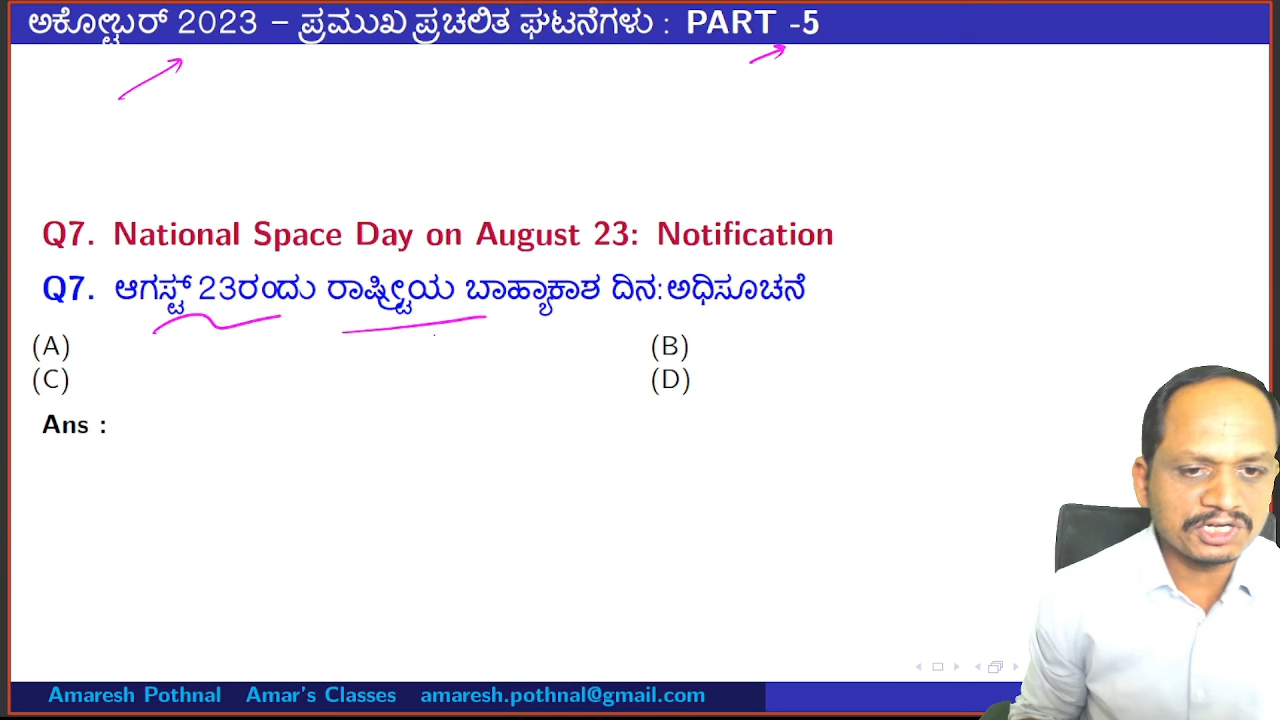 ಅಕ್ಟೋಬರ್ 2023 – ಪ್ರಮುಖ ಪ್ರಚಲಿತ ಘಟನೆಗಳು : PART -5
Q7. National Space Day on August 23: Notification
Q7. ಆಗಸ್ಟ್ 23ರಂದು ರಾಷ್ಟ್ರೀಯ ಬಾಹ್ಯಾಕಾಶ ದಿನ:ಅಧಿಸೂಚನೆ
(A) (B)
(C) (D)
Ans :
Amaresh Pothnal Amar's Classes amaresh.pothnal@gmail.com